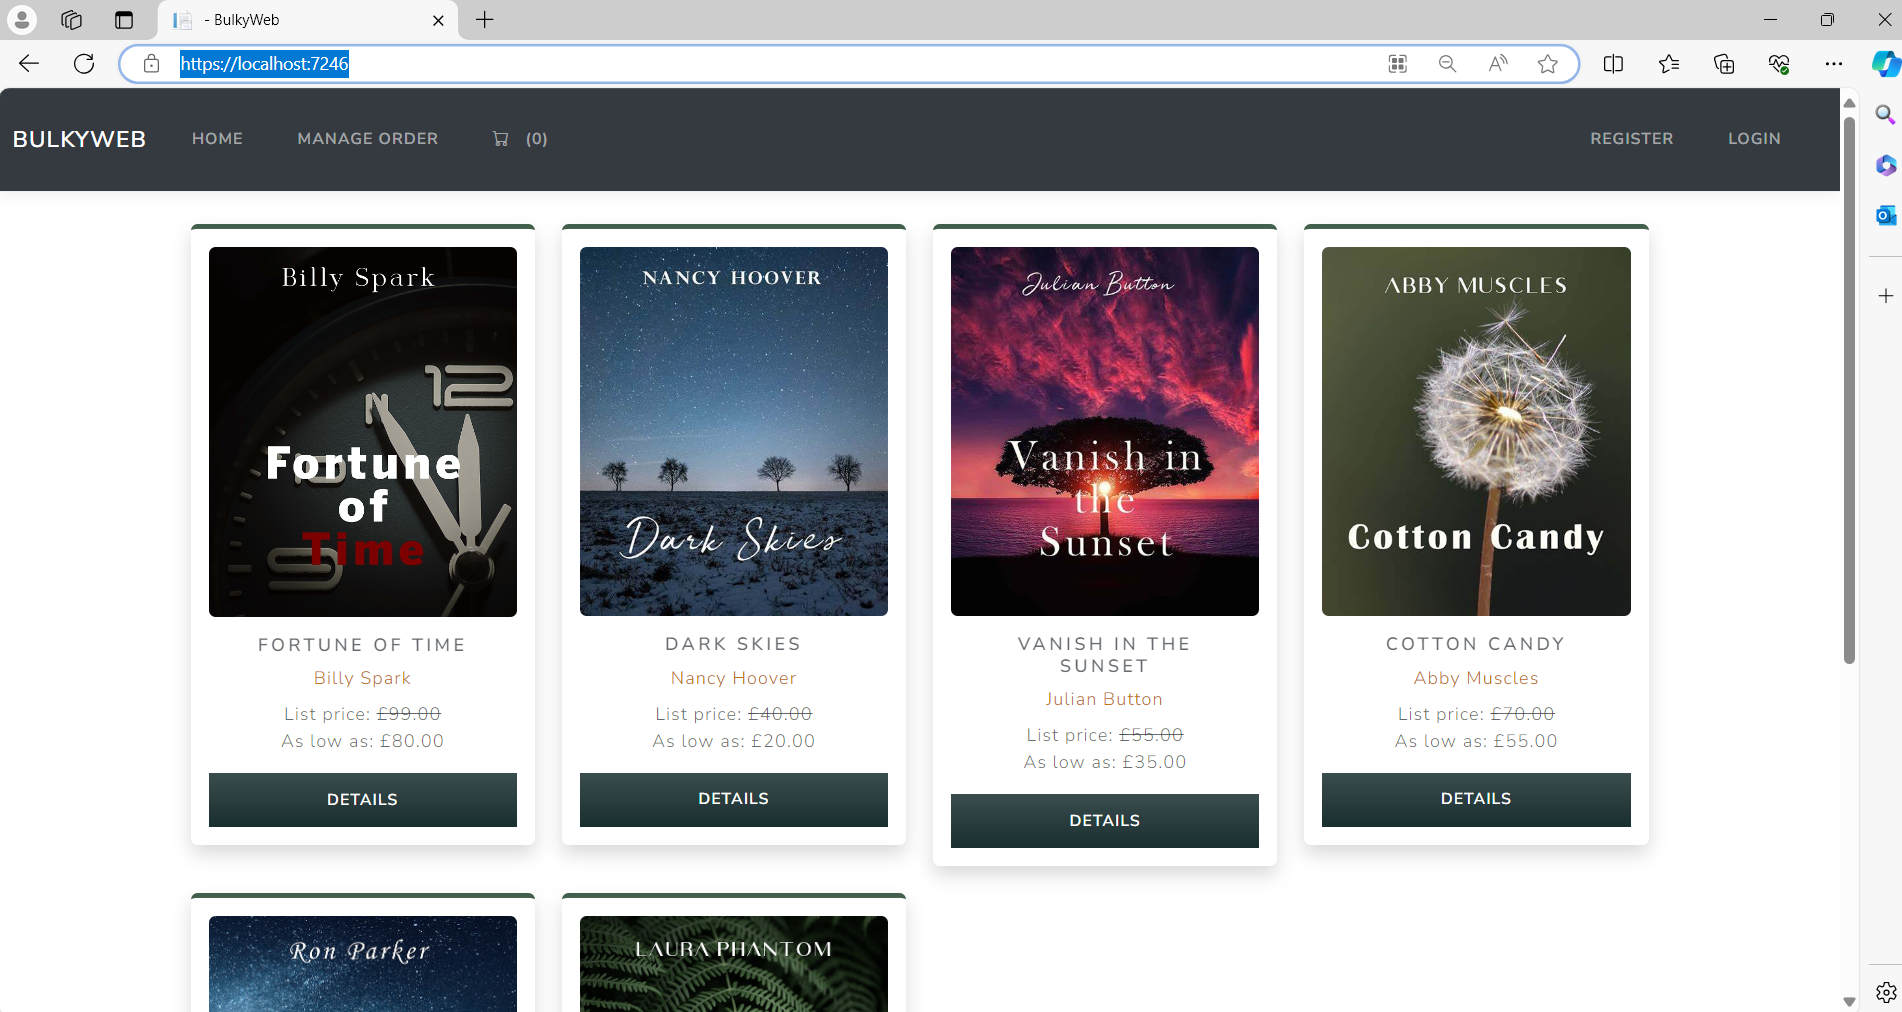 - BulkyWeb
https://localhost:7246
BULKYWEB HOME MANAGE ORDER (0) REGISTER LOGIN
Billy Spark
12
Fortune
of
Time
FORTUNE OF TIME
Billy Spark
List price: £99.00
As low as: £80.00
DETAILS
NANCY HOOVER
Dark Skies
DARK SKIES
Nancy Hoover
List price: £40.00
As low as: £20.00
DETAILS
Julian Button
Vanish in
the
Sunset
VANISH IN THE
SUNSET
Julian Button
List price: £55.00
As low as: £35.00
DETAILS
ABBY MUSCLES
Cotton Candy
COTTON CANDY
Abby Muscles
List price: £70.00
As low as: £55.00
DETAILS
Ron Parker
LAURA PHANTOM